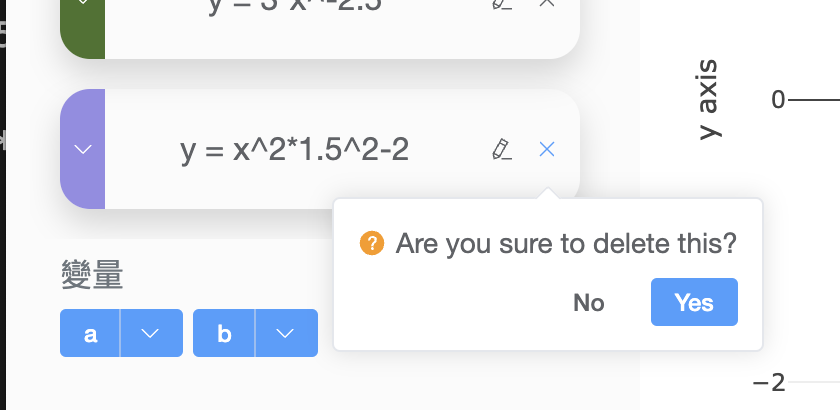 y = x^2*1.5^2-2
Are you sure to delete this?
No
Yes
變量
a
b
y axis
0
−2